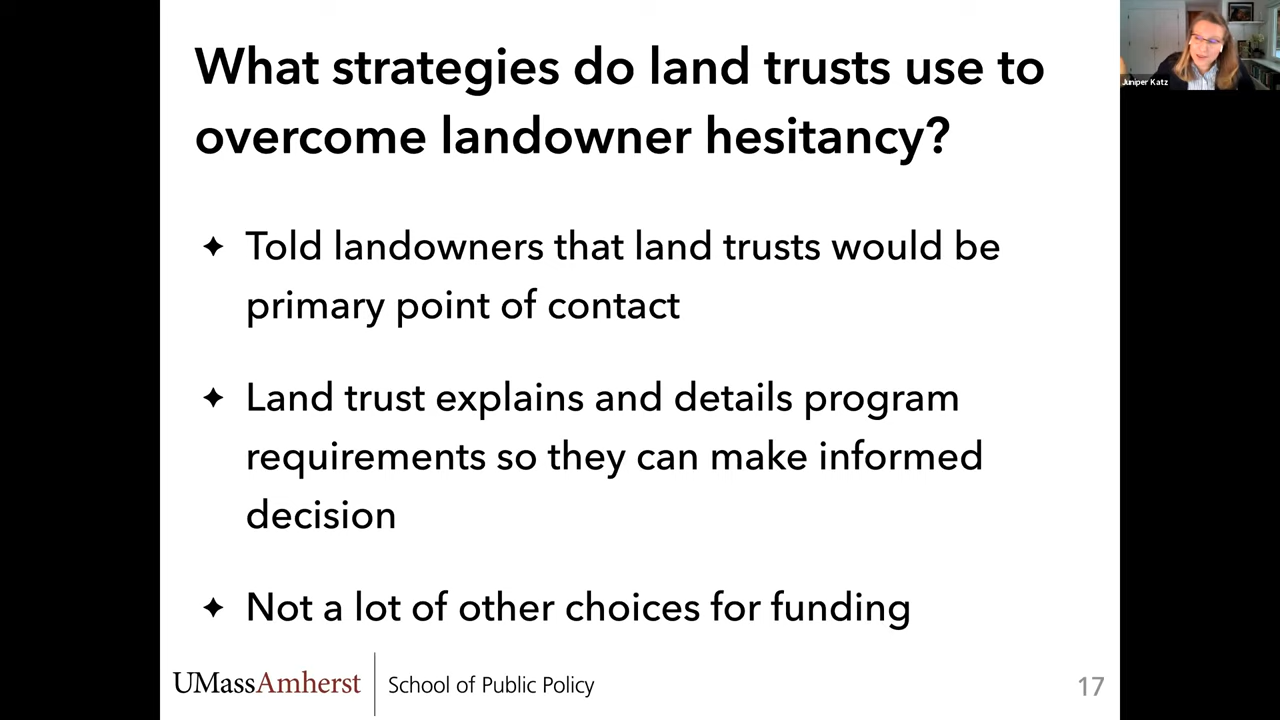 What strategies do land trusts use to
overcome landowner hesitancy?
✦ Told landowners that land trusts would be
primary point of contact
✦ Land trust explains and details program
requirements so they can make informed
decision
✦ Not a lot of other choices for funding
UMassAmherst
School of Public Policy
17
Juniper Katz